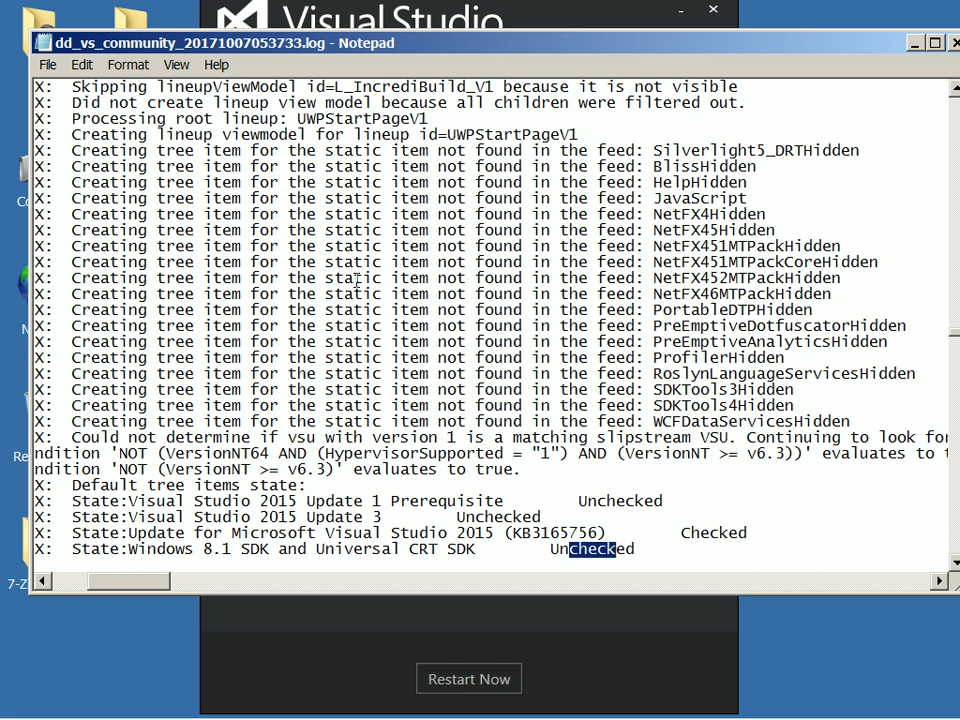 Visual Studio
dd_vs_community_20171007053733.log - Notepad
File Edit Format View Help
X: Skipping lineupViewModel id=L_IncrediBuild_V1 because it is not visible
X: Did not create lineup view model because all children were filtered out.
X: Processing root lineup: UWPStartPageV1
X: Creating lineup viewmodel for lineup id=UWPStartPageV1
X: Creating tree item for the static item not found in the feed: Silverlight5_DRTHidden
X: Creating tree item for the static item not found in the feed: BlissHidden
X: Creating tree item for the static item not found in the feed: HelpHidden
X: Creating tree item for the static item not found in the feed: JavaScript
X: Creating tree item for the static item not found in the feed: NetFX4Hidden
X: Creating tree item for the static item not found in the feed: NetFX45Hidden
X: Creating tree item for the static item not found in the feed: NetFX451MTPackHidden
X: Creating tree item for the static item not found in the feed: NetFX451MTPackCoreHidden
X: Creating tree item for the static item not found in the feed: NetFX452MTPackHidden
X: Creating tree item for the static item not found in the feed: NetFX46MTPackHidden
X: Creating tree item for the static item not found in the feed: PortableDTPHidden
X: Creating tree item for the static item not found in the feed: PreEmptiveDotfuscatorHidden
X: Creating tree item for the static item not found in the feed: PreEmptiveAnalyticsHidden
X: Creating tree item for the static item not found in the feed: ProfilerHidden
X: Creating tree item for the static item not found in the feed: RoslynLanguageServicesHidden
X: Creating tree item for the static item not found in the feed: SDKTools3Hidden
X: Creating tree item for the static item not found in the feed: SDKTools4Hidden
X: Creating tree item for the static item not found in the feed: WCFDataServicesHidden
X: Could not determine if vsu with version 1 is a matching slipstream VSU. Continuing to look for
ndition 'NOT (VersionNT64 AND (HypervisorSupported = "1") AND (VersionNT >= v6.3))' evaluates to t
ndition 'NOT (VersionNT >= v6.3)' evaluates to true.
X: Default tree items state:
X: State:Visual Studio 2015 Update 1 Prerequisite Unchecked
X: State:Visual Studio 2015 Update 3 Unchecked
X: State:Update for Microsoft Visual Studio 2015 (KB3165756) Checked
X: State:Windows 8.1 SDK and Universal CRT SDK Unchecked
Co
N
Re
7-Z
Restart Now